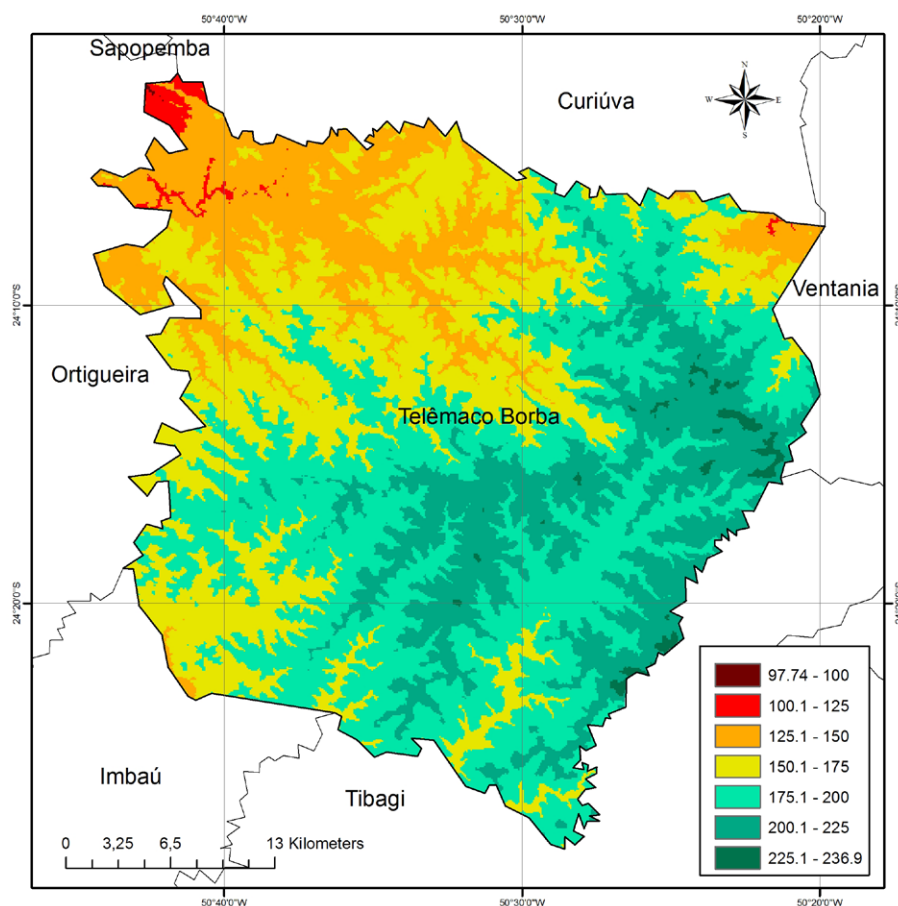 50°40'0"W
50°30'0"W
50°20'0"W
Sapopemba
Curiúva
N
W
E
S
Ventania
24°10'0"S
Ortigueira
Telêmaco Borba
24°20'0"S
Imbaú
Tibagi
0
3,25
6,5
13 Kilometers
97.74 - 100
100.1 - 125
125.1 - 150
150.1 - 175
175.1 - 200
200.1 - 225
225.1 - 236.9
50°40'0"W
50°30'0"W
50°20'0"W